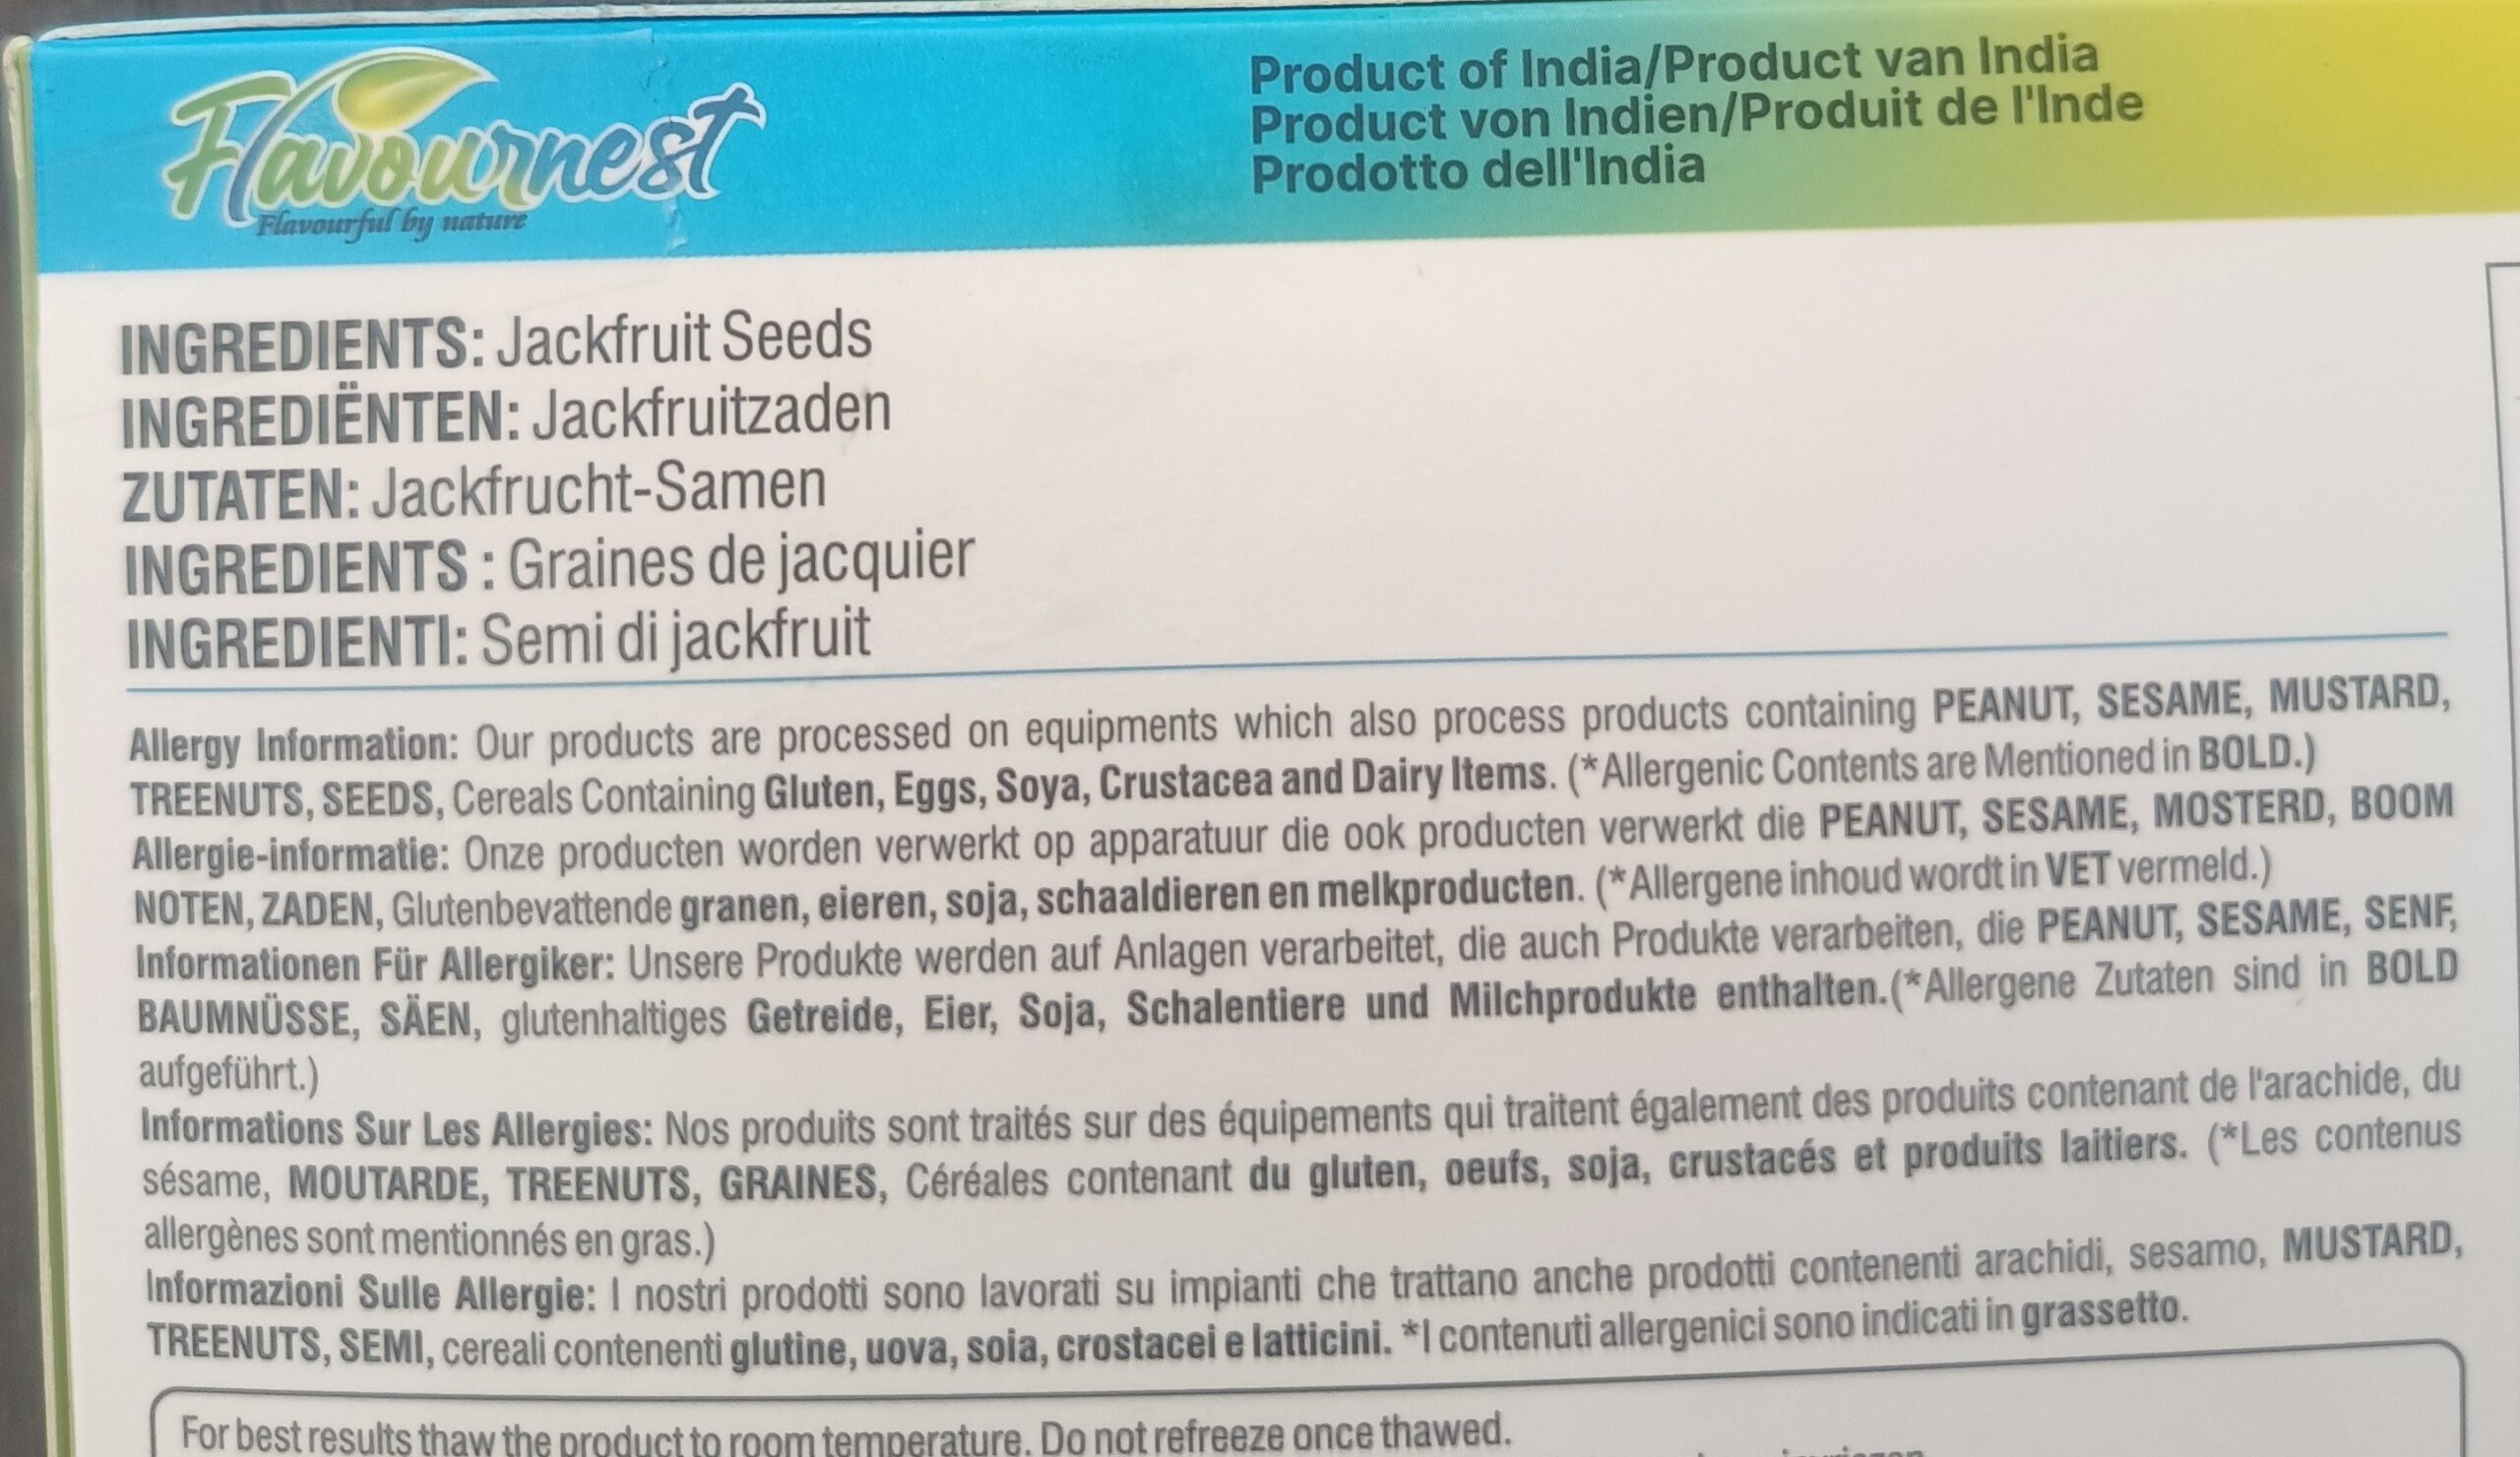 Flavournest
Flavourful by nature
Product of India/Product van India
Product von Indien/Produit de l'Inde
Prodotto dell'India
INGREDIENTS: Jackfruit Seeds
INGREDIËNTEN: Jackfruitzaden
ZUTATEN: Jackfrucht-Samen
INGREDIENTS : Graines de jacquier
INGREDIENTI: Semi di jackfruit
Allergy Information: Our products are processed on equipments which also process products containing PEANUT, SESAME, MUSTARD,
TREENUTS, SEEDS, Cereals Containing Gluten, Eggs, Soya, Crustacea and Dairy Items. (*Allergenic Contents are Mentioned in BOLD.)
Allergie-informatie: Onze producten worden verwerkt op apparatuur die ook producten verwerkt die PEANUT, SESAME, MOSTERD, BOOM
NOTEN, ZADEN, Glutenbevattende granen, eieren, soja, schaaldieren en melkproducten. (*Allergene inhoud wordt in VET vermeld.)
Informationen Für Allergiker: Unsere Produkte werden auf Anlagen verarbeitet, die auch Produkte verarbeiten, die PEANUT, SESAME, SENF,
BAUMNÜSSE, SÄEN, glutenhaltiges Getreide, Eier, Soja, Schalentiere und Milchprodukte enthalten.(*Allergene Zutaten sind in BOLD
aufgeführt.)
Informations Sur Les Allergies: Nos produits sont traités sur des équipements qui traitent également des produits contenant de l'arachide, du
sésame, MOUTARDE, TREENUTS, GRAINES, Céréales contenant du gluten, oeufs, soja, crustacés et produits laitiers. (*Les contenus
allergènes sont mentionnés en gras.)
Informazioni Sulle Allergie: I nostri prodotti sono lavorati su impianti che trattano anche prodotti contenenti arachidi, sesamo, MUSTARD,
TREENUTS, SEMI, cereali contenenti glutine, uova, soia, crostacei e latticini. *I contenuti allergenici sono indicati in grassetto.
For best results thaw the product to room temperature. Do not refreeze once thawed.